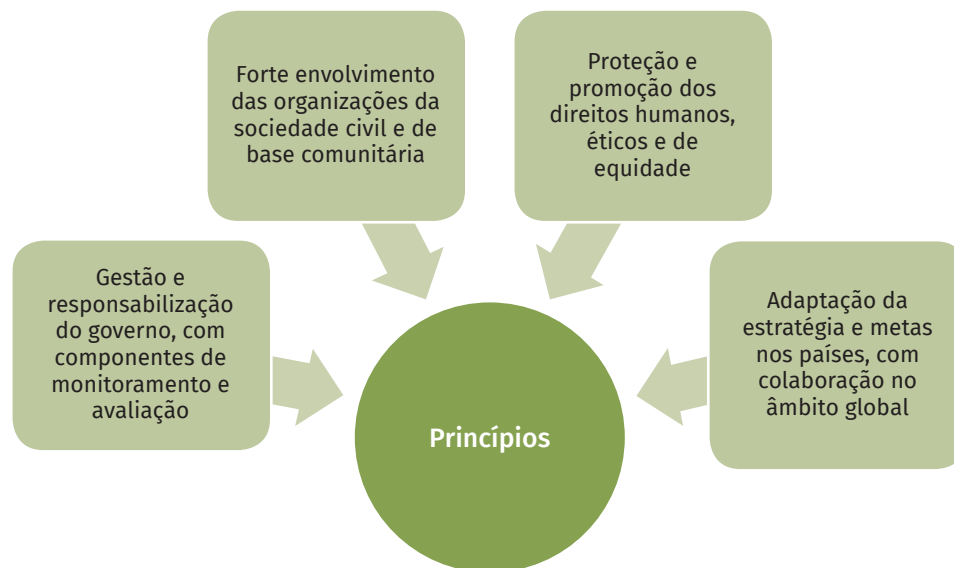 Forte envolvimento
das organizações da
sociedade civil e de
base comunitária
Proteção e
promoção dos
direitos humanos,
éticos e de
equidade
Gestão e
responsabilização
do governo, com
componentes de
monitoramento e
avaliação
Adaptação da
estratégia e metas
nos países, com
colaboração no
âmbito global
Princípios